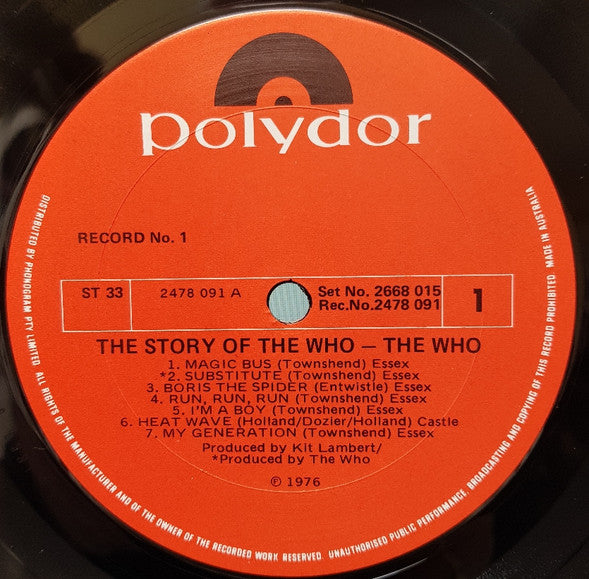 polydor
RECORD No. 1
ST 33
2478 091 A
Set No. 2668 015
Rec.No.2478 091
1
THE STORY OF THE WHO – THE WHO
1. MAGIC BUS (Townshend) Essex
*2. SUBSTITUTE (Townshend) Essex
3. BORIS THE SPIDER (Entwistle) Essex
4. RUN, RUN, RUN (Townshend) Essex
5. I'M A BOY (Townshend) Essex
6. HEAT WAVE (Holland/Dozier/Holland) Castle
7. MY GENERATION (Townshend) Essex
Produced by Kit Lambert/
*Produced by The Who
℗ 1976
DISTRIBUTED BY PHONOGRAM PTY LIMITED. ALL RIGHTS OF THE MANUFACTURER AND OF THE OWNER OF THE RECORDED WORK RESERVED. UNAUTHORISED PUBLIC PERFORMANCE, BROADCASTING AND COPYING OF THIS RECORD PROHIBITED. MADE IN AUSTRALIA.